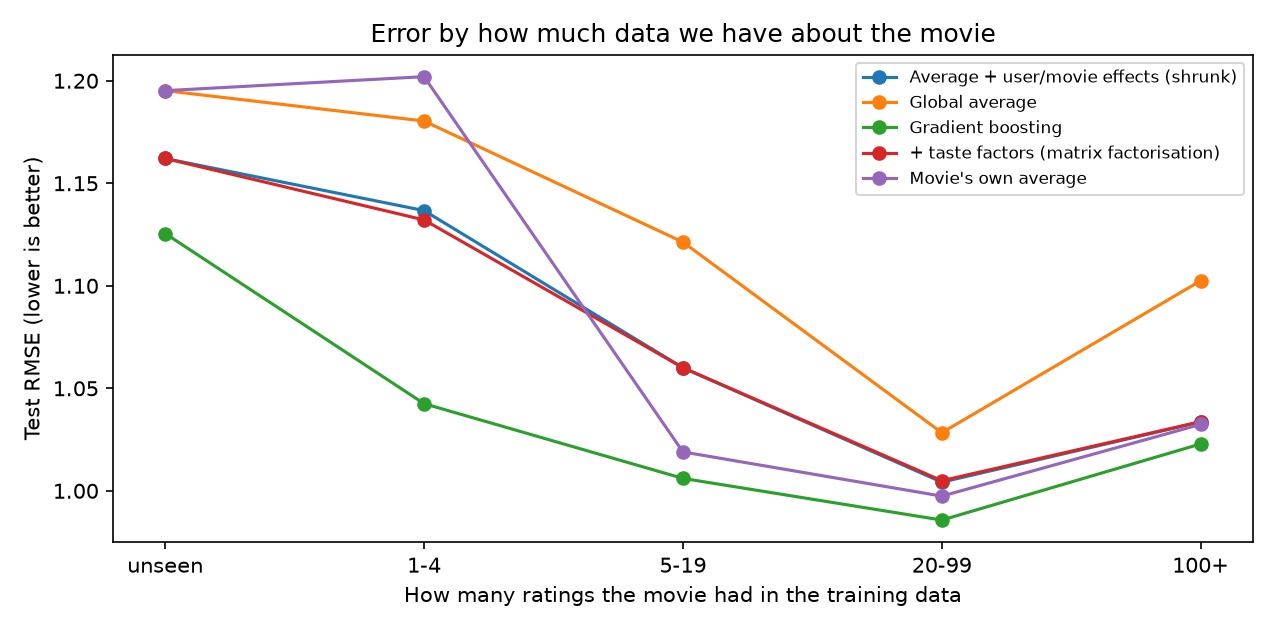 Error by how much data we have about the movie
Test RMSE (lower is better)
1.20
1.15
1.10
1.05
1.00
Average + user/movie effects (shrunk)
Global average
Gradient boosting
+ taste factors (matrix factorisation)
Movie's own average
unseen
1-4
5-19
20-99
100+
How many ratings the movie had in the training data